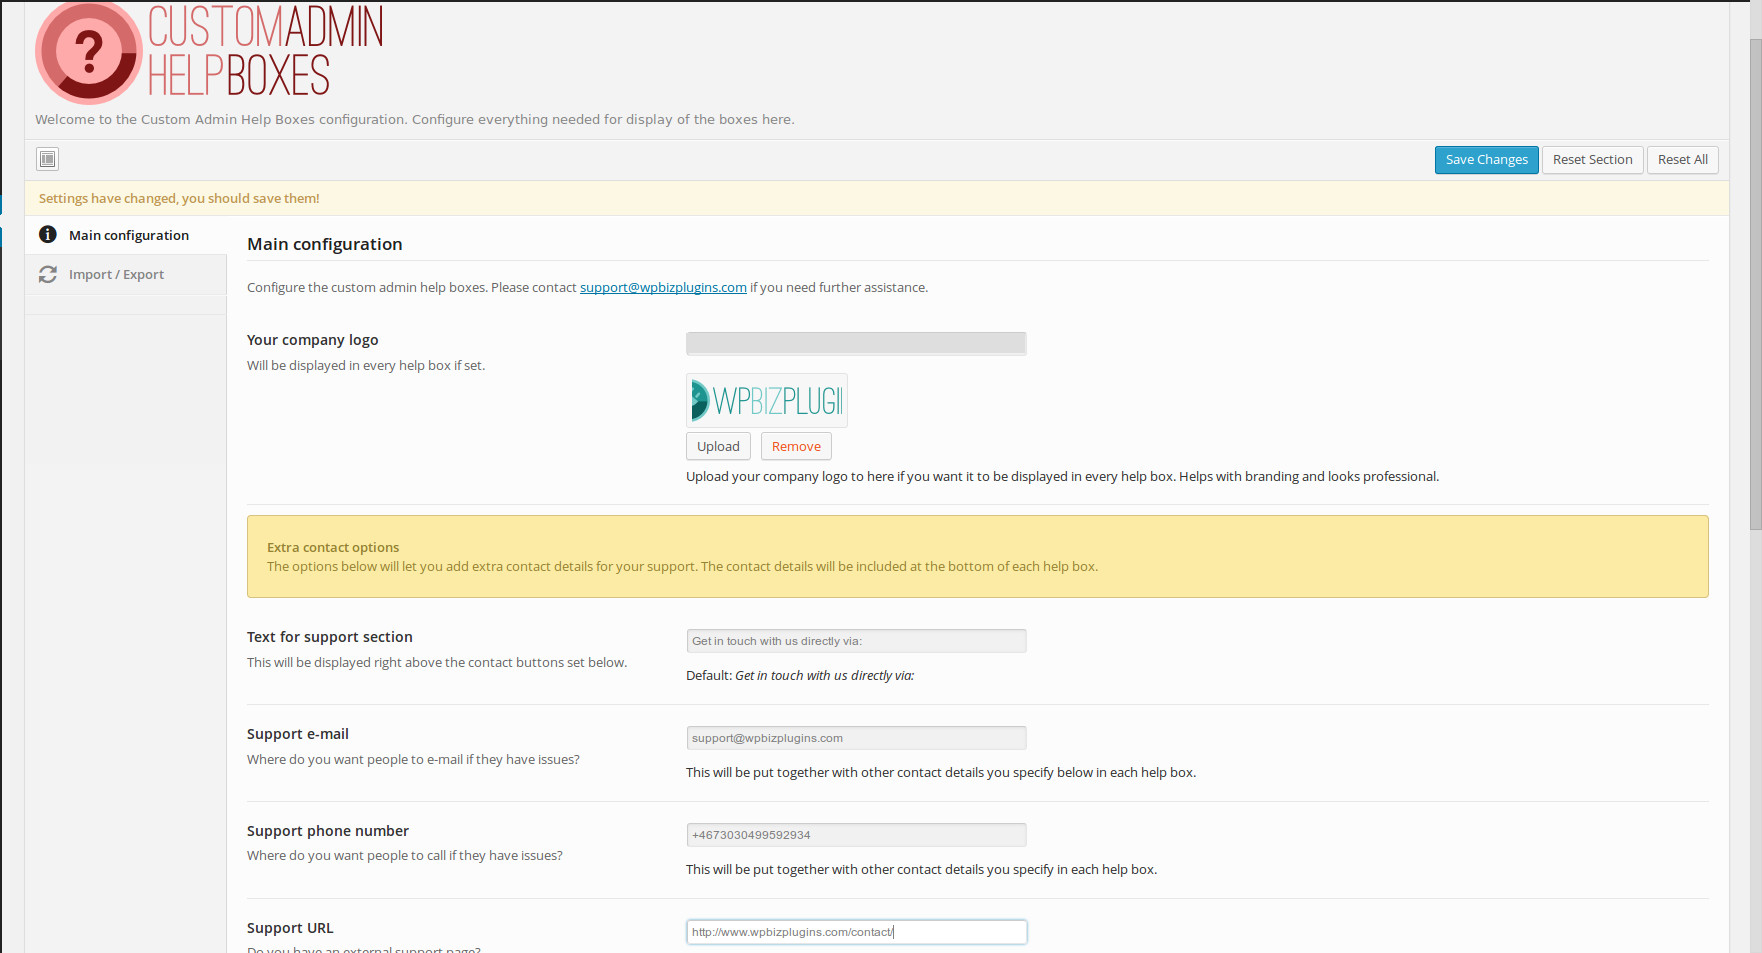 CUSTOMADMIN
HELPBOXES
Welcome to the Custom Admin Help Boxes configuration. Configure everything needed for display of the boxes here.
Save Changes
Reset Section
Reset All
Settings have changed, you should save them!
Main configuration
Import / Export
Main configuration
Configure the custom admin help boxes. Please contact support@wpbizplugins.com if you need further assistance.
Your company logo
Will be displayed in every help box if set.
WPBIZPLUGI
Upload
Remove
Upload your company logo to here if you want it to be displayed in every help box. Helps with branding and looks professional.
Extra contact options
The options below will let you add extra contact details for your support. The contact details will be included at the bottom of each help box.
Text for support section
This will be displayed right above the contact buttons set below.
Get in touch with us directly via:
Default: Get in touch with us directly via:
Support e-mail
Where do you want people to e-mail if they have issues?
support@wpbizplugins.com
This will be put together with other contact details you specify below in each help box.
Support phone number
Where do you want people to call if they have issues?
+4673030499592934
This will be put together with other contact details you specify in each help box.
Support URL
Do you have an external support page?
http://www.wpbizplugins.com/contact/